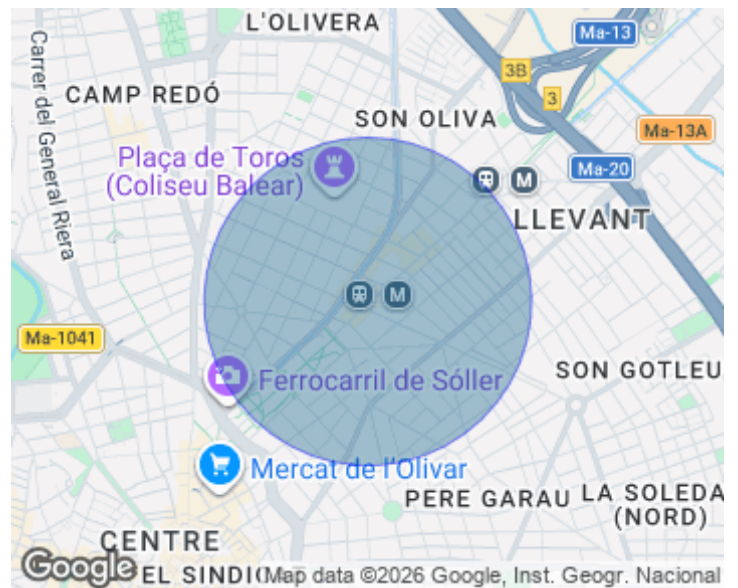 L'OLIVERA
Ma-13
Carrer del General Riera
3B
CAMP REDÓ
3
SON OLIVA
Ma-13A
Plaça de Toros
(Coliseu Balear)
Ma-20
M
LLEVANT
M
Ma-1041
Ferrocarril de Sóller
SON GOTLEU
Mercat de l'Olivar
PERE GARAU
LA SOLEDA
(NORD)
CENTRE
Google
EL SINDI
Map data ©2026 Google, Inst. Geogr. Nacional